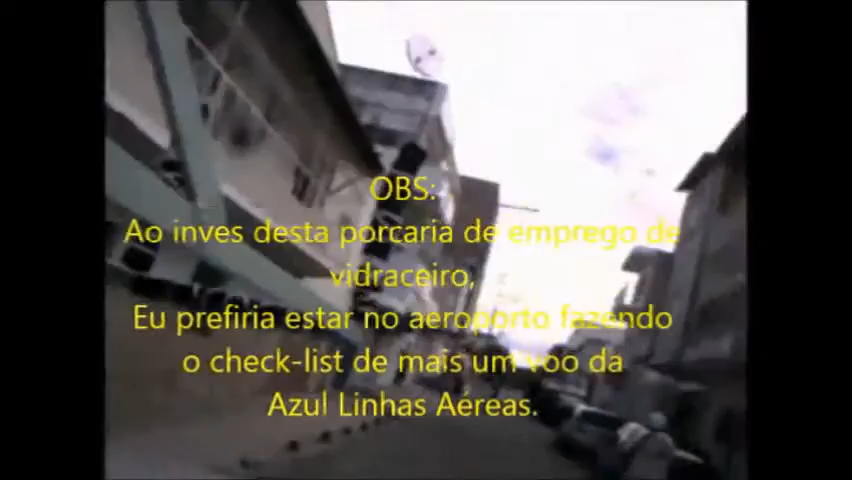 OBS:
Ao inves desta porcaria de emprego de
vidraceiro,
Eu prefiria estar no aeroporto fazendo
o check-list de mais um voo da
Azul Linhas Aéreas.